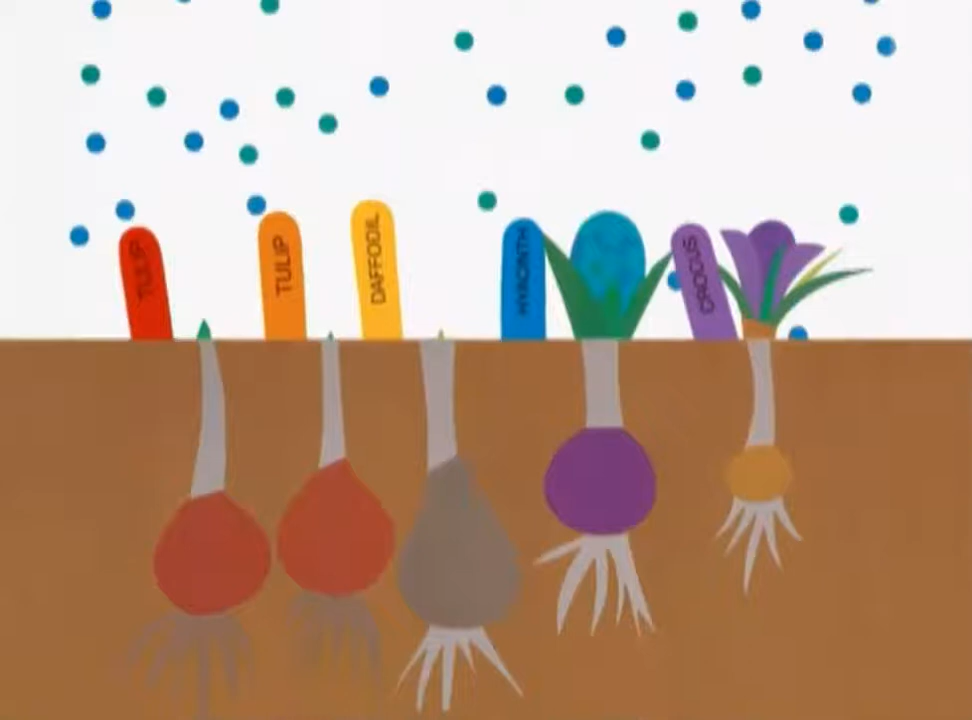 TULIP
TULIP
DAFFODIL
HYACINTH
CROCUS